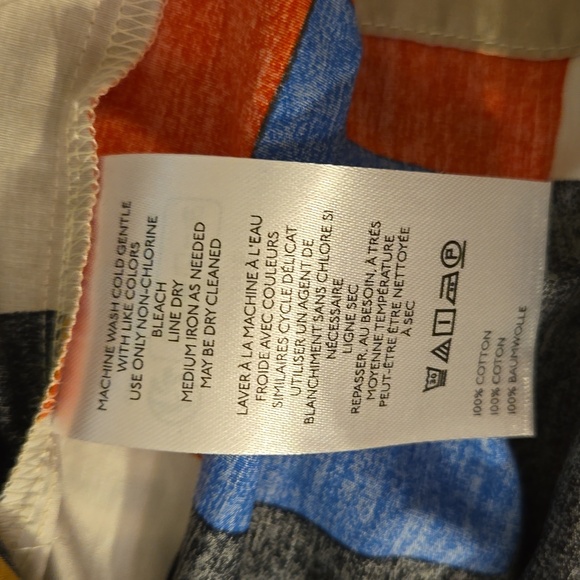 MACHINE WASH COLD GENTLE
WITH LIKE COLORS
USE ONLY NON-CHLORINE
BLEACH
LINE DRY
MEDIUM IRON AS NEEDED
MAY BE DRY CLEANED
LAVER À LA MACHINE À L'EAU
FROIDE AVEC COULEURS
SIMILAIRES CYCLE DÉLICAT
UTILISER UN AGENT DE
BLANCHIMENT SANS CHLORE SI
NÉCESSAIRE
LIGNE SEC
REPASSER, AU BESOIN, À TRÈS
MOYENNE TEMPÉRATURE
PEUT-ÊTRE ÊTRE NETTOYÉE
À SEC
30
P
100% COTTON
100% COTON
100% BAUMWOLLE